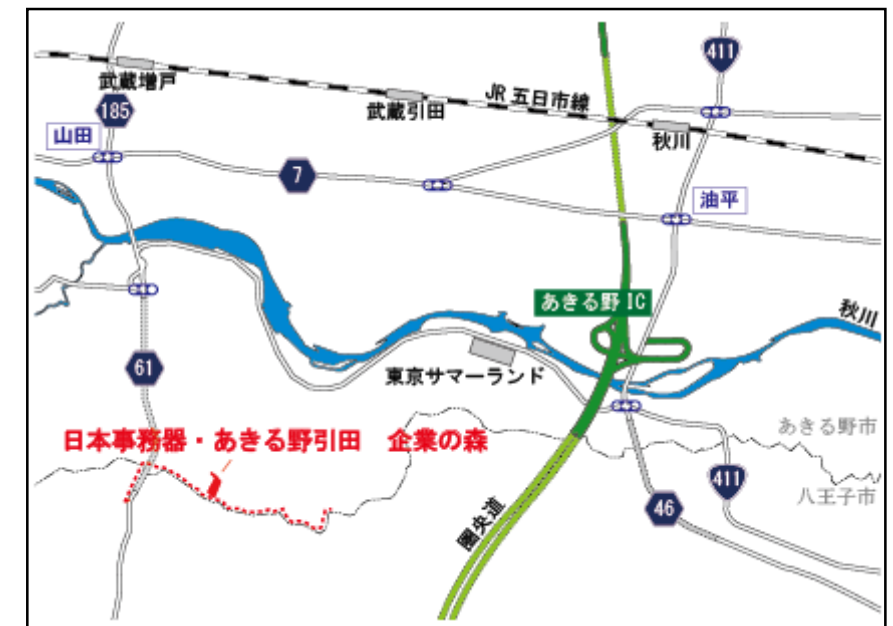 411
武蔵増戸
JR 五日市線
185
武蔵引田
山田
秋川
7
油平
あきる野 IC
秋川
61
東京サマーランド
あきる野市
日本事務器・あきる野引田 企業の森
411
八王子市
46
圏央道